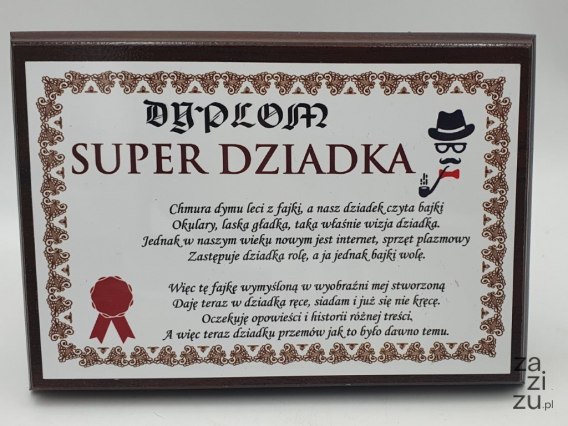 DYPLOM
SUPER DZIADKA
Chmura dymu leci z fajki, a nasz dziadek czyta bajki
Okulary, laska gładka, taka właśnie wizja dziadka.
Jednak w naszym wieku nowym jest internet, sprzęt plazmowy
Zastępuje dziadka rolę, a ja jednak bajki wolę.
Więc tę fajkę wymyśloną w wyobraźni mej stworzoną
Daję teraz w dziadka ręce, siadam i już się nie kręcę.
Oczekuję opowieści i historii różnej treści,
A więc teraz dziadku przemów jak to było dawno temu.
za
zi
zu.pl